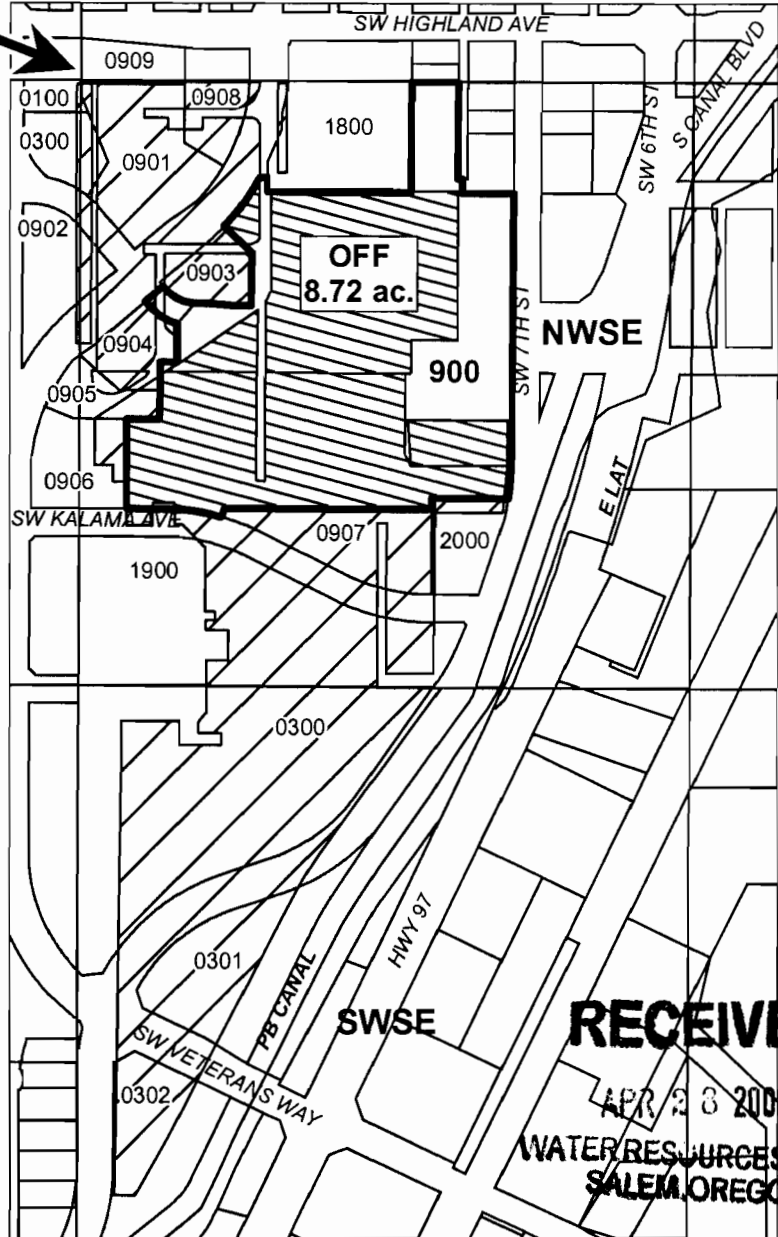 SW HIGHLAND AVE
0909
S CANAL BLVD
0100
0908
0300
1800
0901
SW 6TH ST
0902
OFF
8.72 ac.
0903
SW 7TH ST
NWSE
0904
900
0905
0906
E LAT
SW KALAMA AVE
0907
2000
1900
0300
HWY 97
0301
PB CANAL
SWSE
SW VETERANS WAY
0302
RECEIVE
APR 28 200
WATER RESOURCES
SALEM, OREGO